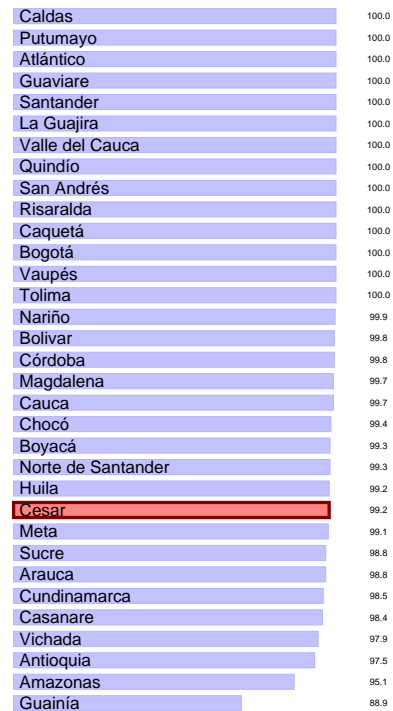 Caldas 100.0
Putumayo 100.0
Atlántico 100.0
Guaviare 100.0
Santander 100.0
La Guajira 100.0
Valle del Cauca 100.0
Quindío 100.0
San Andrés 100.0
Risaralda 100.0
Caquetá 100.0
Bogotá 100.0
Vaupés 100.0
Tolima 100.0
Nariño 99.9
Bolivar 99.8
Córdoba 99.8
Magdalena 99.7
Cauca 99.7
Chocó 99.4
Boyacá 99.3
Norte de Santander 99.3
Huila 99.2
Cesar 99.2
Meta 99.1
Sucre 98.8
Arauca 98.8
Cundinamarca 98.5
Casanare 98.4
Vichada 97.9
Antioquia 97.5
Amazonas 95.1
Guainía 88.9